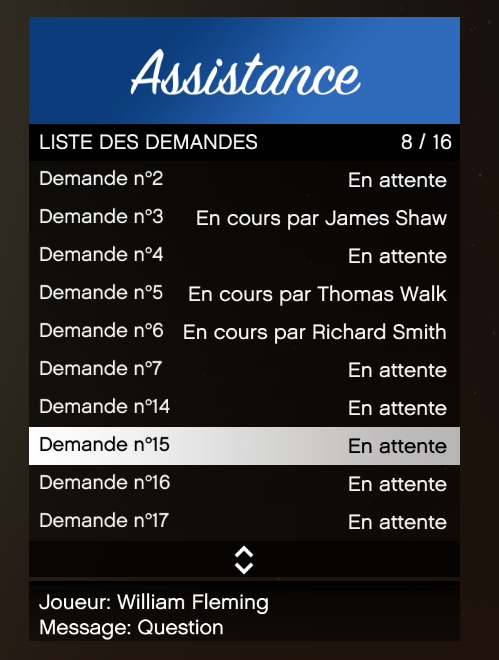 Assistance
LISTE DES DEMANDES 8 / 16
Demande n°2 En attente
Demande n°3 En cours par James Shaw
Demande n°4 En attente
Demande n°5 En cours par Thomas Walk
Demande n°6 En cours par Richard Smith
Demande n°7 En attente
Demande n°14 En attente
Demande n°15 En attente
Demande n°16 En attente
Demande n°17 En attente
Joueur: William Fleming
Message: Question